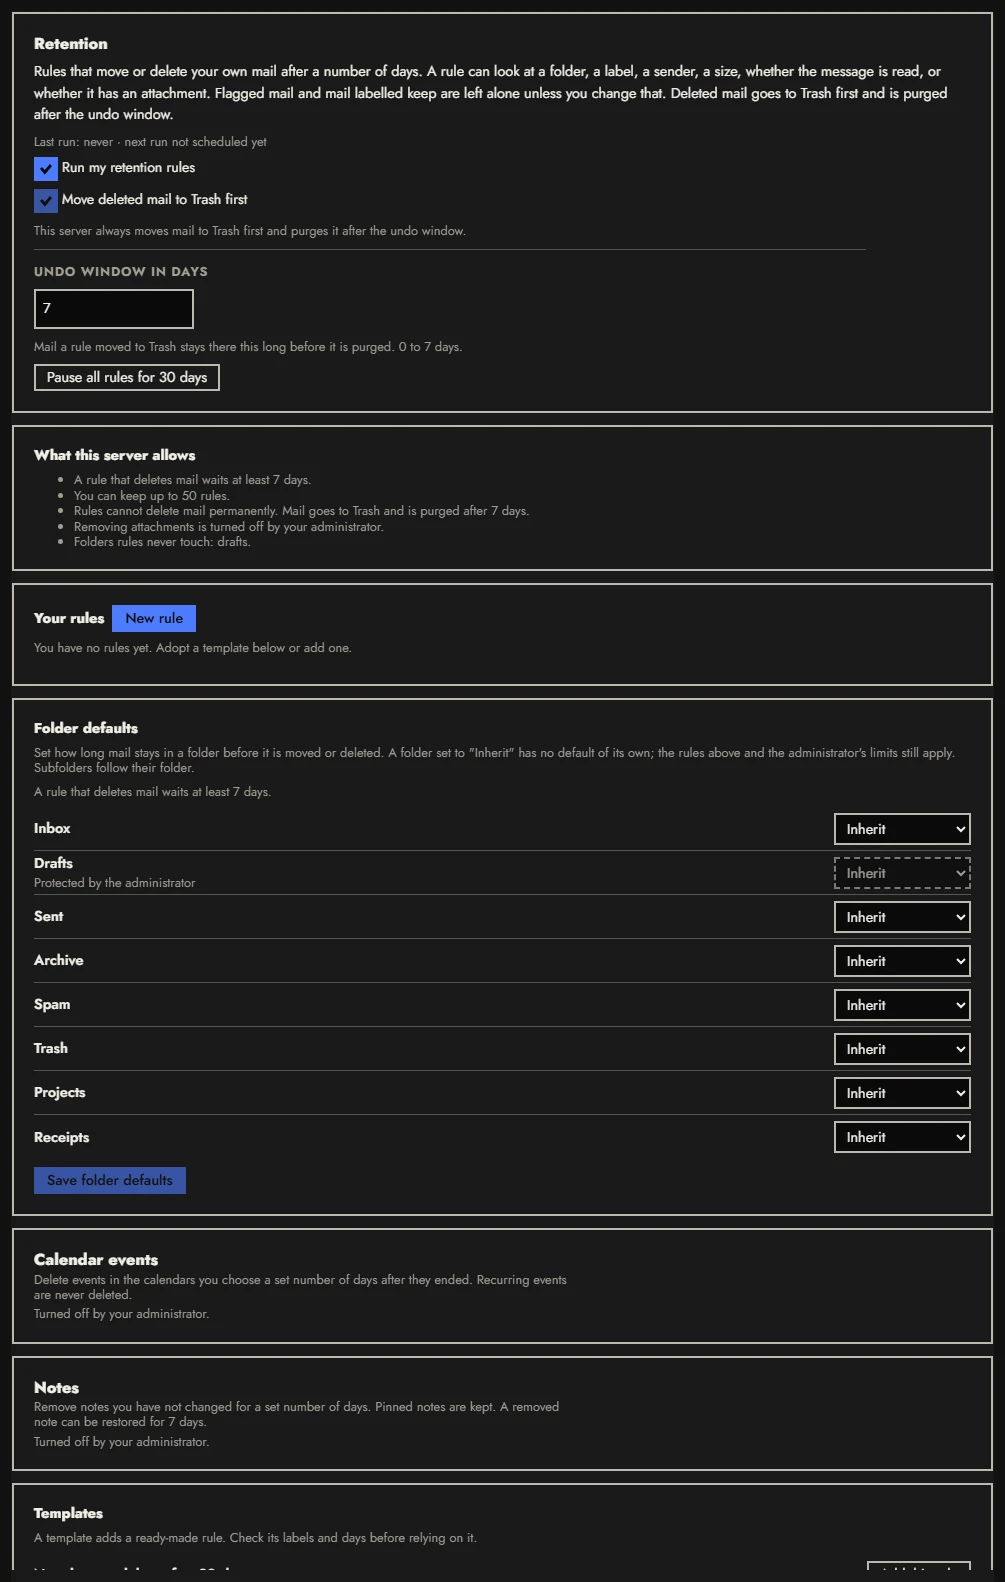 Retention
Rules that move or delete your own mail after a number of days. A rule can look at a folder, a label, a sender, a size, whether the message is read, or
whether it has an attachment. Flagged mail and mail labelled keep are left alone unless you change that. Deleted mail goes to Trash first and is purged
after the undo window.
Last run: never · next run not scheduled yet
Run my retention rules
Move deleted mail to Trash first
This server always moves mail to Trash first and purges it after the undo window.
UNDO WINDOW IN DAYS
7
Mail a rule moved to Trash stays there this long before it is purged. 0 to 7 days.
Pause all rules for 30 days
What this server allows
A rule that deletes mail waits at least 7 days.
You can keep up to 50 rules.
Rules cannot delete mail permanently. Mail goes to Trash and is purged after 7 days.
Removing attachments is turned off by your administrator.
Folders rules never touch: drafts.
Your rules New rule
You have no rules yet. Adopt a template below or add one.
Folder defaults
Set how long mail stays in a folder before it is moved or deleted. A folder set to "Inherit" has no default of its own; the rules above and the administrator's limits still apply.
Subfolders follow their folder.
A rule that deletes mail waits at least 7 days.
Inbox Inherit
Drafts Inherit
Protected by the administrator
Sent Inherit
Archive Inherit
Spam Inherit
Trash Inherit
Projects Inherit
Receipts Inherit
Save folder defaults
Calendar events
Delete events in the calendars you choose a set number of days after they ended. Recurring events
are never deleted.
Turned off by your administrator.
Notes
Remove notes you have not changed for a set number of days. Pinned notes are kept. A removed
note can be restored for 7 days.
Turned off by your administrator.
Templates
A template adds a ready-made rule. Check its labels and days before relying on it.